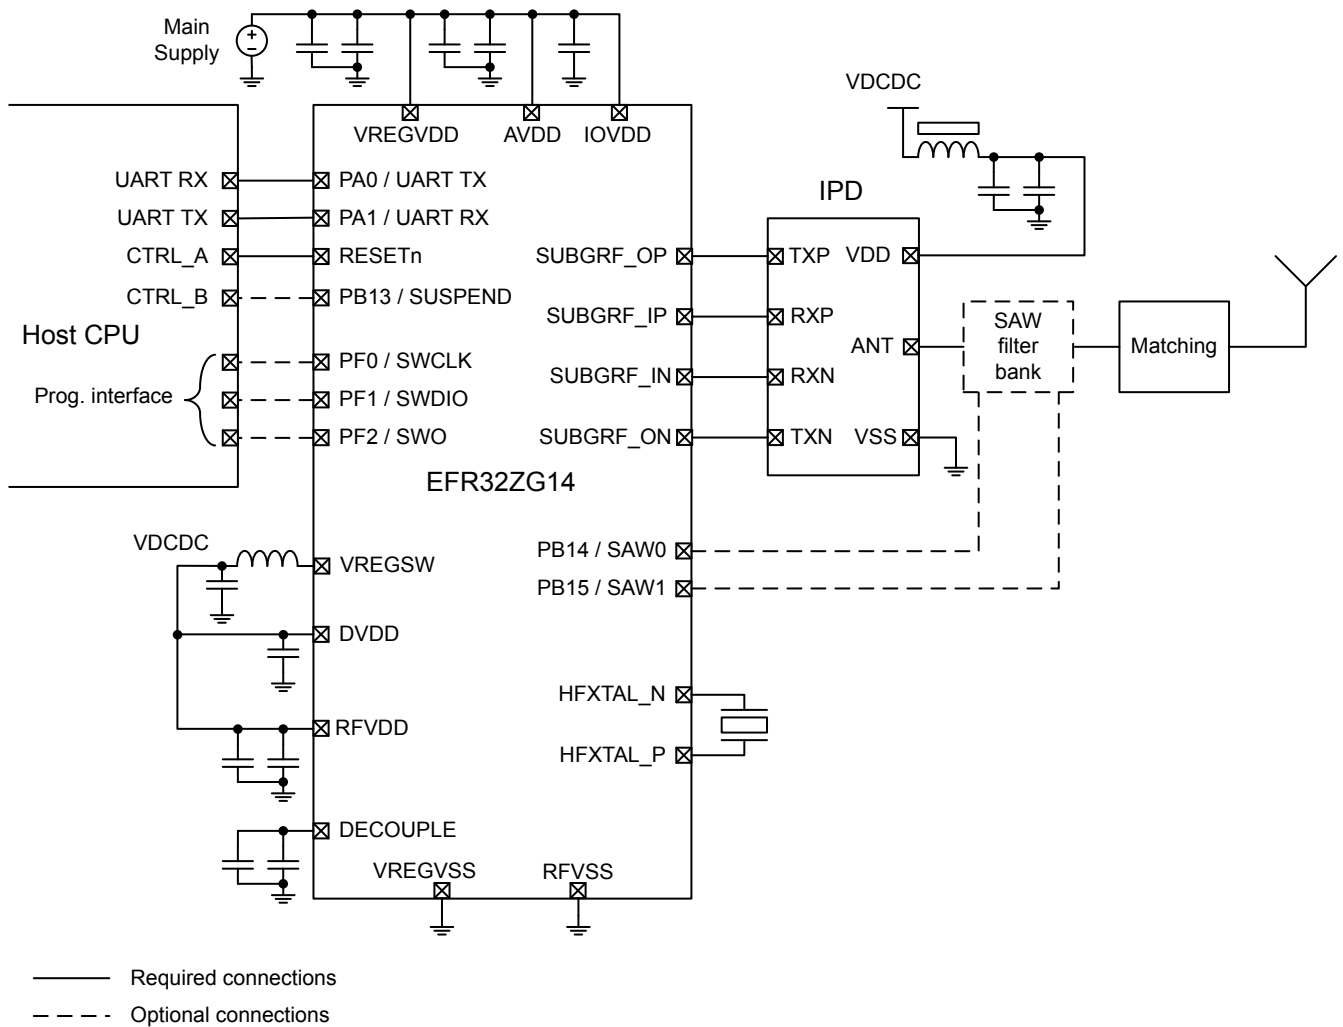 Main
Supply
+
−
VDCDC
VREGVDD
AVDD
IOVDD
UART RX
PA0 / UART TX
IPD
UART TX
PA1 / UART RX
CTRL_A
RESETn
SUBGRF_OP
TXP
VDD
CTRL_B
PB13 / SUSPEND
SUBGRF_IP
RXP
SAW
filter
bank
Host CPU
ANT
Matching
PF0 / SWCLK
SUBGRF_IN
RXN
Prog. interface
PF1 / SWDIO
PF2 / SWO
SUBGRF_ON
TXN
VSS
EFR32ZG14
VDCDC
PB14 / SAW0
VREGSW
PB15 / SAW1
DVDD
HFXTAL_N
RFVDD
HFXTAL_P
DECOUPLE
VREGVSS
RFVSS
Required connections
Optional connections